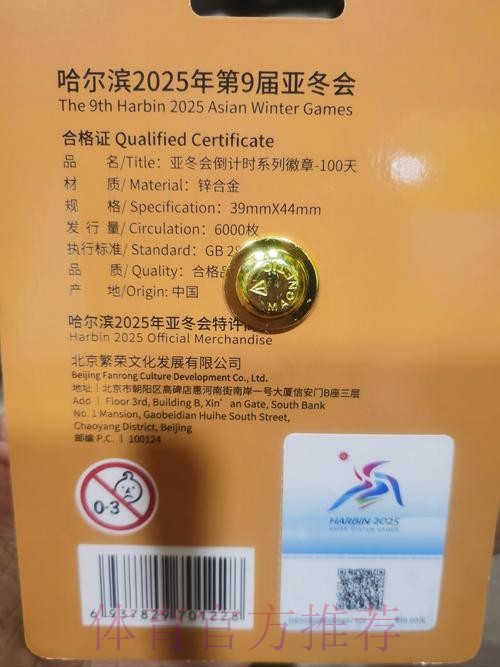 哈尔滨2025年第9届亚冬会
The 9th Harbin 2025 Asian Winter Games
合格证 Qualified Certificate
品 名/Title：亚冬会倒计时系列徽章-100天
材 质/ Material：锌合金
规 格/ Specification：39mmX44mm
发 行 量/ Circulation：6000枚
执行标准/ Standard：GB
品 质/ Quality：合格
产 地/Origin: 中国
MAGN
哈尔滨2025年亚冬会特许
Harbin 2025 Official Merchandise
北京繁荣文化发展有限公司
Beijing Fanrong Culture Development Co., Ltd.
地址｜北京市朝阳区高碑店惠河南街南岸一号大厦信安门B座三层
Add ｜ Floor 3rd, Building B, Xin' an Gate, South Bank
No. 1 Mansion, Gaobeidian Huihe South Street,
Chaoyang District, Beijing
邮编 P.C.｜ 100124
0-3
HARBIN 2025
ASIAN WINTER GAMES
6 937829 701228
体育官方推荐